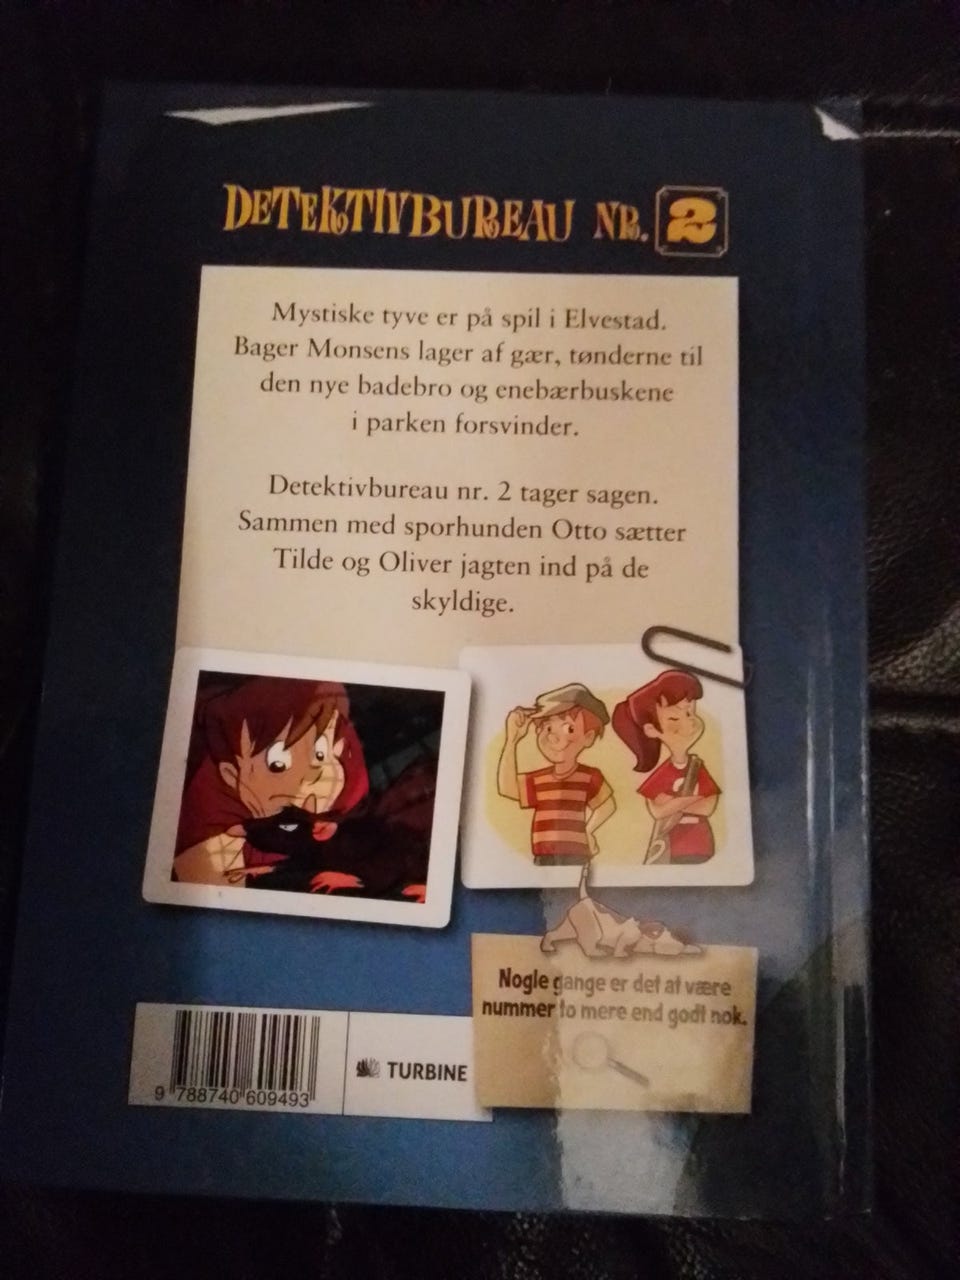 DETEKTIVBUREAU NR. 2
Mystiske tyve er på spil i Elvestad.
Bager Monsens lager af gær, tønderne til
den nye badebro og enebærbuskene
i parken forsvinder.
Detektivbureau nr. 2 tager sagen.
Sammen med sporhunden Otto sætter
Tilde og Oliver jagten ind på de
skyldige.
Nogle gange er det at være
nummer to mere end godt nok.
TURBINE
9 788740 609493